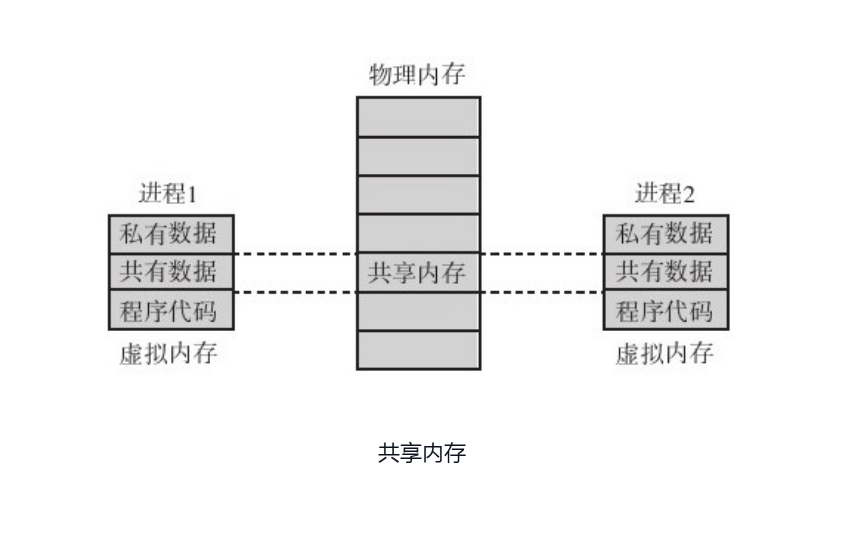 物理内存
进程1
私有数据
共有数据
程序代码
虚拟内存
共享内存
进程2
私有数据
共有数据
程序代码
虚拟内存
共享内存